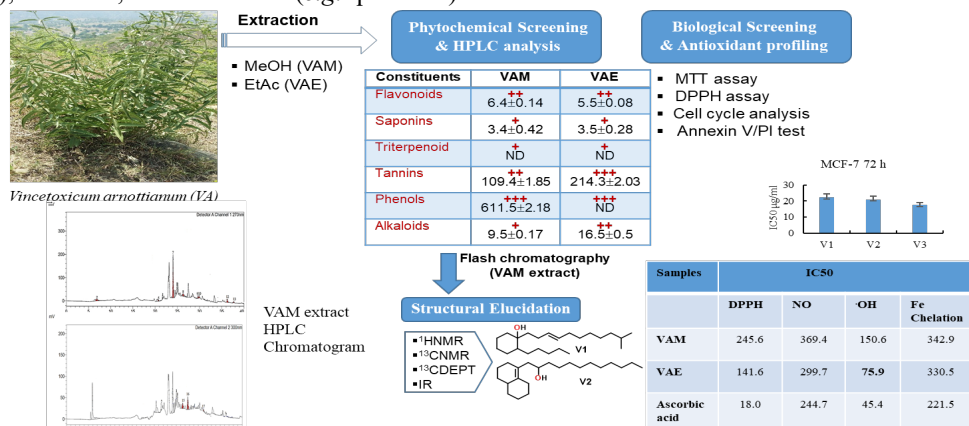 Extraction
MeOH (VAM)
EtAc (VAE)
Vincetoxicum arnottianum (VA)
Phytochemical Screening
& HPLC analysis
Constituents VAM VAE
Flavonoids ++ 6.4±0.14 ++ 5.5±0.08
Saponins + 3.4±0.42 + 3.5±0.28
Triterpenoid + ND + ND
Tannins ++ 109.4±1.85 +++ 214.3±2.03
Phenols +++ 611.5±2.18 +++ ND
Alkaloids + 9.5±0.17 ++ 16.5±0.5
Biological Screening
& Antioxidant profiling
MTT assay
DPPH assay
Cell cycle analysis
Annexin V/PI test
MCF-7 72 h
IC50 µg/ml
30
20
10
0
V1 V2 V3
Flash chromatography
(VAM extract)
VAM extract
HPLC
Chromatogram
Structural Elucidation
¹HNMR
¹³CNMR
¹³CDEPT
IR
OH
V1
OH
V2
Samples IC50
DPPH NO ·OH Fe Chelation
VAM 245.6 369.4 150.6 342.9
VAE 141.6 299.7 75.9 330.5
Ascorbic acid 18.0 244.7 45.4 221.5